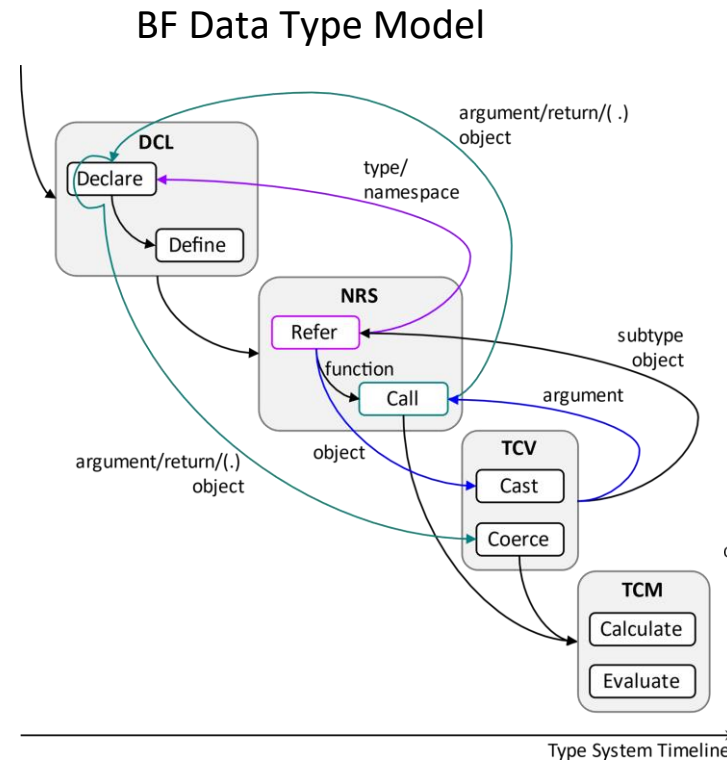 BF Data Type Model
argument/return/( .)
object
DCL
type/
namespace
Declare
Define
NRS
Refer
subtype
object
function
Call
argument
object
TCV
argument/return/(.)
object
Cast
Coerce
TCM
Calculate
Evaluate
Type System Timeline